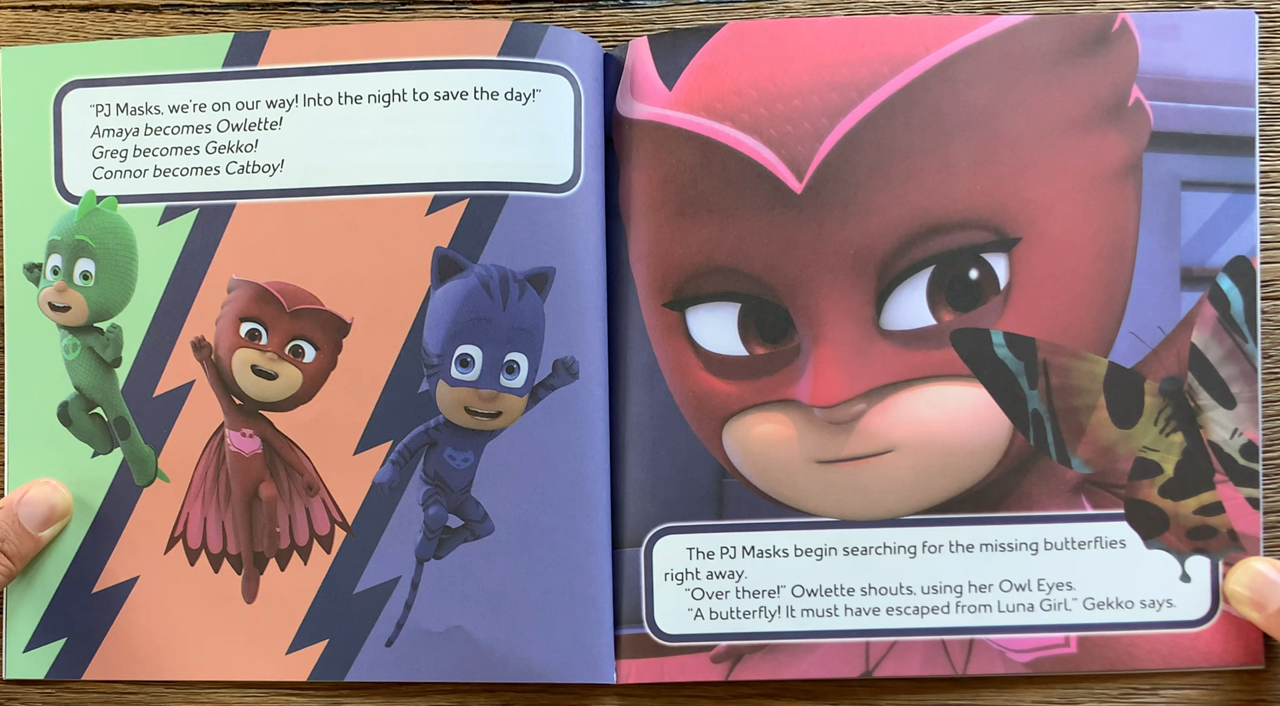 “PJ Masks, we’re on our way! Into the night to save the day!”
Amaya becomes Owlette!
Greg becomes Gekko!
Connor becomes Catboy!
The PJ Masks begin searching for the missing butterflies
right away.
“Over there!” Owlette shouts, using her Owl Eyes.
“A butterfly! It must have escaped from Luna Girl,” Gekko says.